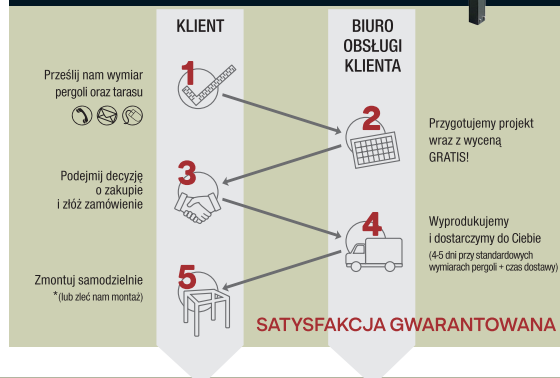 KLIENT
BIURO
OBSŁUGI
KLIENTA
1
Prześlij nam wymiar
pergoli oraz tarasu
2
Przygotujemy projekt
wraz z wyceną
GRATIS!
3
Podejmij decyzję
o zakupie
i złóż zamówienie
4
Wyprodukujemy
i dostarczymy do Ciebie
(4-5 dni przy standardowych
wymiarach pergoli + czas dostawy)
5
Zmontuj samodzielnie
*(lub zleć nam montaż)
SATYSFAKCJA GWARANTOWANA